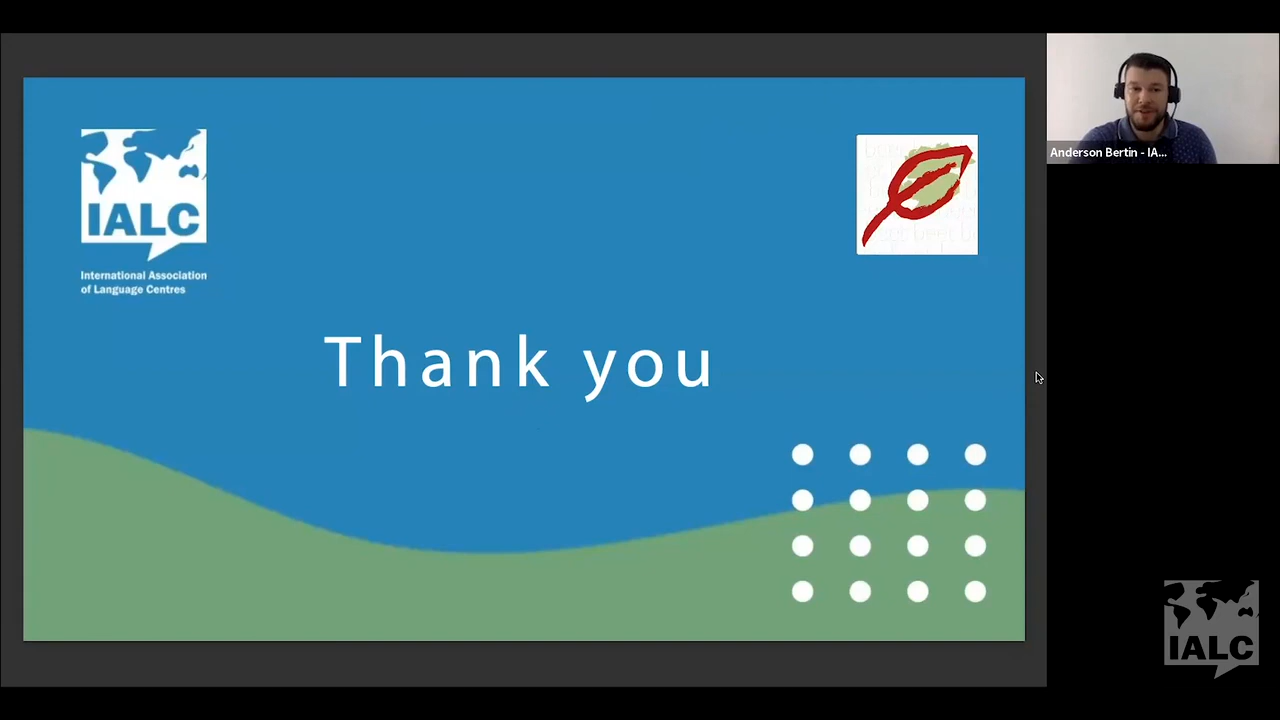 IALC
International Association
of Language Centres
Thank you
Anderson Bertin - IA...
IALC